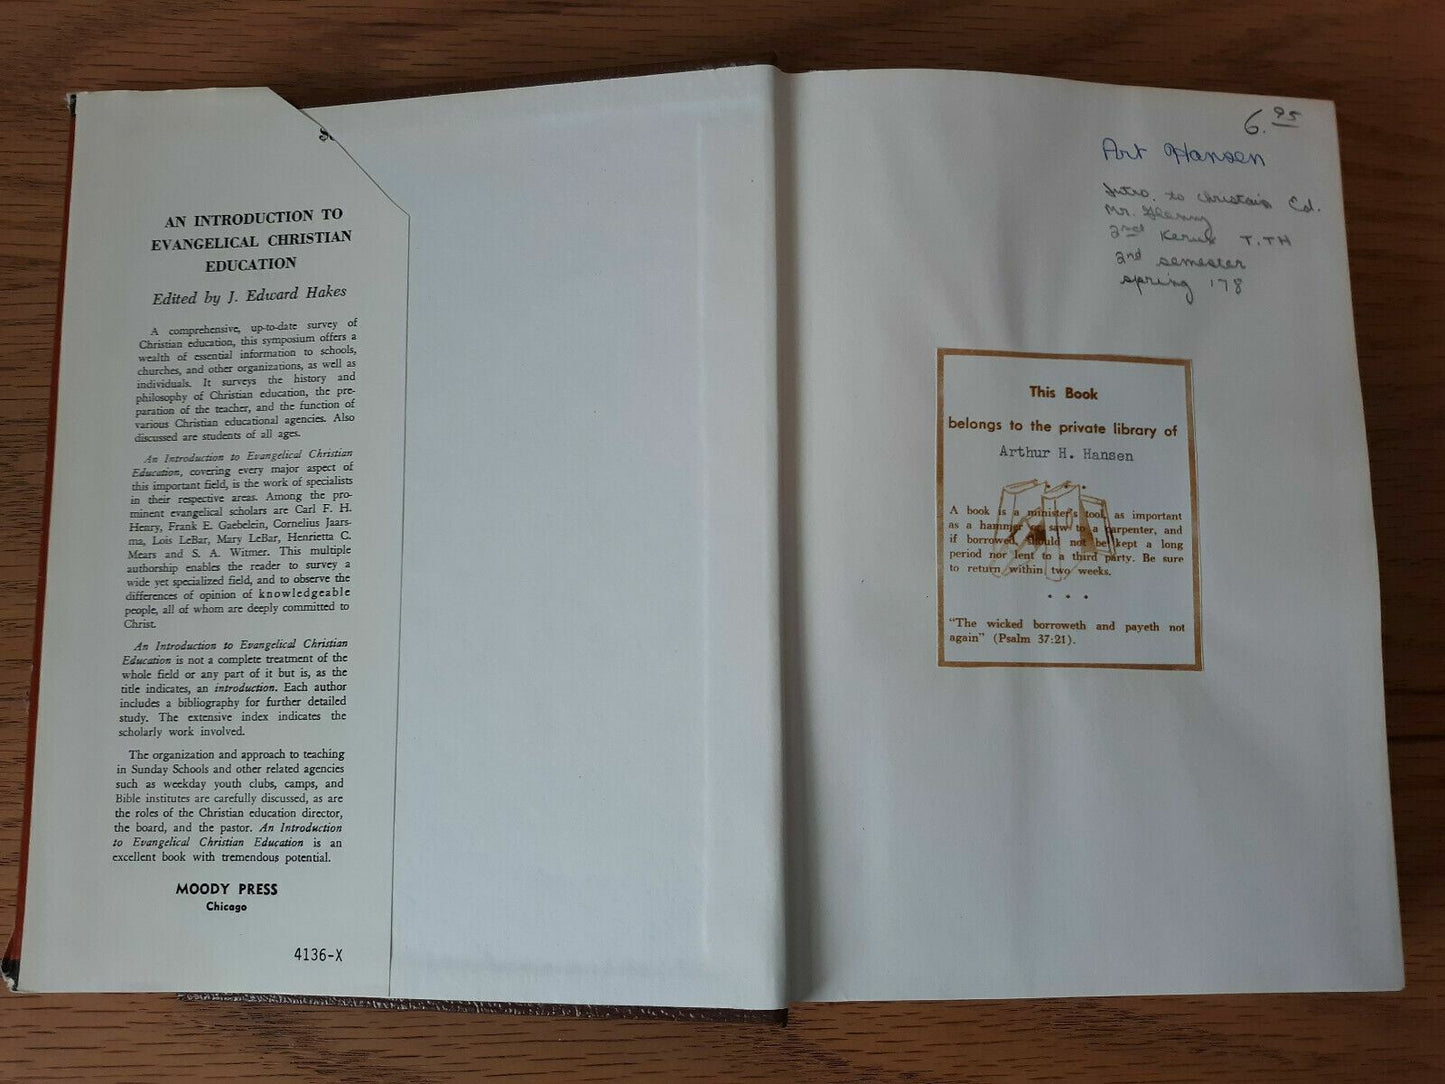 AN INTRODUCTION TO
EVANGELICAL CHRISTIAN
EDUCATION
Edited by J. Edward Hakes
A comprehensive, up-to-date survey of
Christian education, this symposium offers a
wealth of essential information to schools,
churches, and other organizations, as well as
individuals. It surveys the history and
philosophy of Christian education, the pre-
paration of the teacher, and the function of
various Christian educational agencies. Also
discussed are students of all ages.
An Introduction to Evangelical Christian
Education, covering every major aspect of
this important field, is the work of specialists
in their respective areas. Among the pro-
minent evangelical scholars are Carl F. H.
Henry, Frank E. Gaebelein, Cornelius Jaars-
ma, Lois LeBar, Mary LeBar, Henrietta C.
Mears and S. A. Witmer. This multiple
authorship enables the reader to survey a
wide yet specialized field, and to observe the
differences of opinion of knowledgeable
people, all of whom are deeply committed to
Christ.
An Introduction to Evangelical Christian
Education is not a complete treatment of the
whole field or any part of it but is, as the
title indicates, an introduction. Each author
includes a bibliography for further detailed
study. The extensive index indicates the
scholarly work involved.
The organization and approach to teaching
in Sunday Schools and other related agencies
such as weekday youth clubs, camps, and
Bible institutes are carefully discussed, as are
the roles of the Christian education director,
the board, and the pastor. An Introduction
to Evangelical Christian Education is an
excellent book with tremendous potential.
MOODY PRESS
Chicago
4136-X
6.95
Art Hansen
Intro. to Christain Ed.
Mr.
2nd T.TH
2nd semester
spring '78
This Book
belongs to the private library of
Arthur H. Hansen
A book is a minister's tool, as important
as a hammer or saw to a carpenter, and
if borrowed, should not be kept a long
period nor lent to a third party. Be sure
to return within two weeks.
• • •
"The wicked borroweth and payeth not
again" (Psalm 37:21).